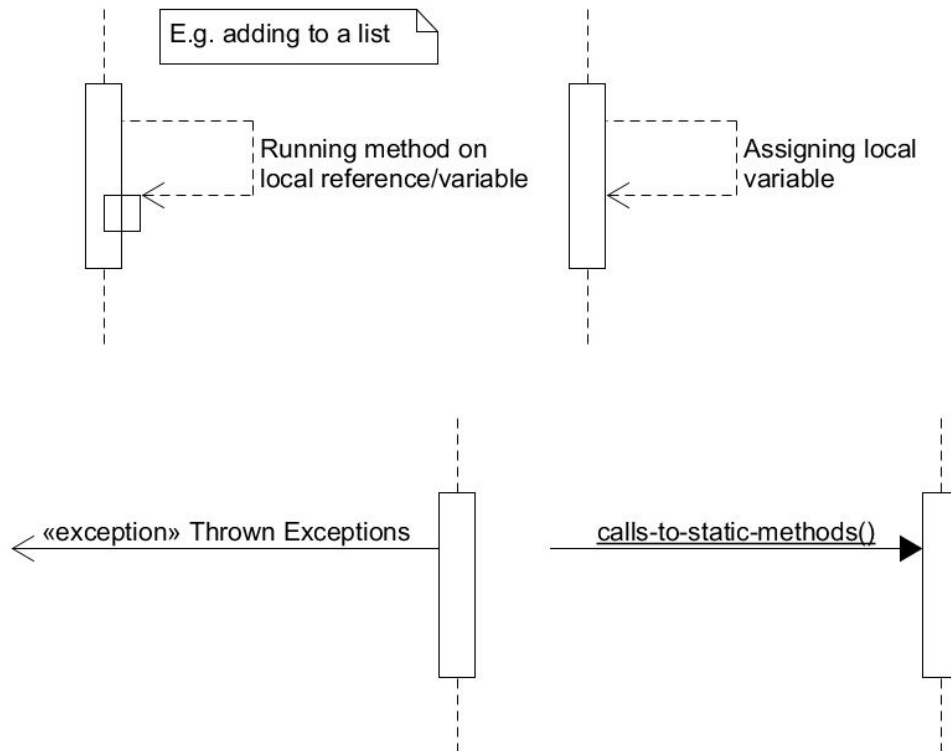 E.g. adding to a list
Running method on
local reference/variable
Assigning local
variable
«exception» Thrown Exceptions
calls-to-static-methods()